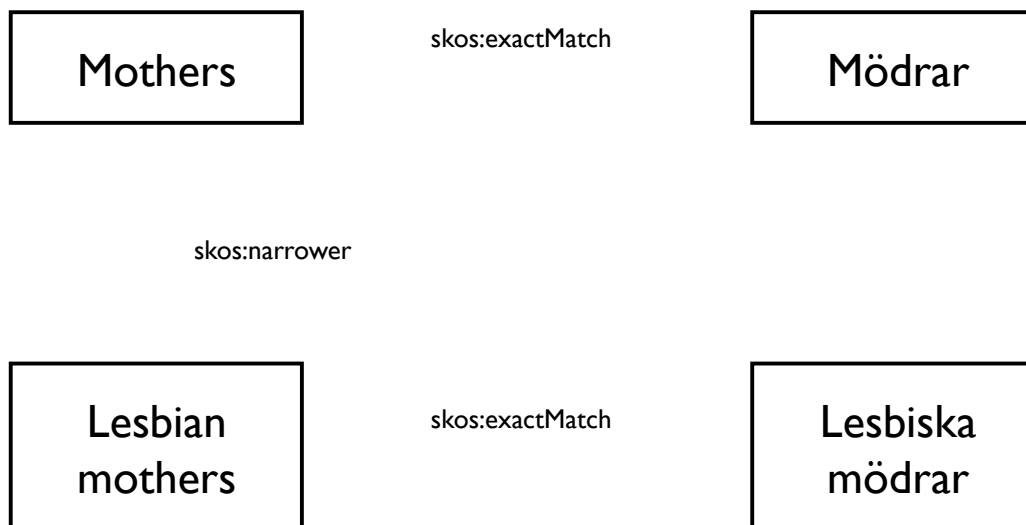 Mothers
skos:exactMatch
Mödrar
skos:narrower
Lesbian
mothers
skos:exactMatch
Lesbiska
mödrar